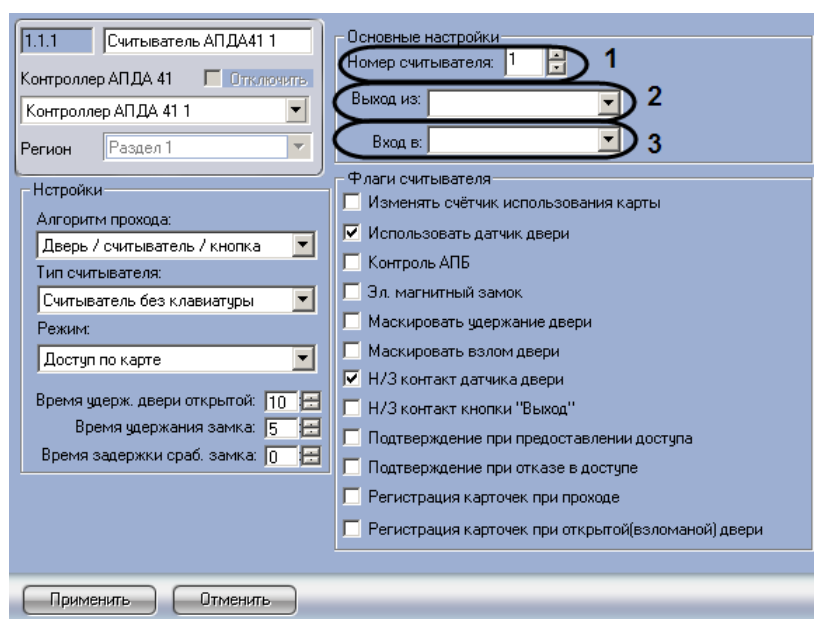 1.1.1 Считыватель АПДА41 1
Контроллер АПДА 41 Отключить
Контроллер АПДА 41 1
Регион Раздел 1
Основные настройки
Номер считывателя: 1 1
Выход из: 2
Вход в: 3
Нстройки
Алгоритм прохода:
Дверь / считыватель / кнопка
Тип считывателя:
Считыватель без клавиатуры
Режим:
Доступ по карте
Время удерж. двери открытой: 10
Время удержания замка: 5
Время задержки сраб. замка: 0
Флаги считывателя
Изменять счётчик использования карты
Использовать датчик двери
Контроль АПБ
Эл. магнитный замок
Маскировать удержание двери
Маскировать взлом двери
Н/З контакт датчика двери
Н/З контакт кнопки "Выход"
Подтверждение при предоставлении доступа
Подтверждение при отказе в доступе
Регистрация карточек при проходе
Регистрация карточек при открытой(взломаной) двери
Применить Отменить